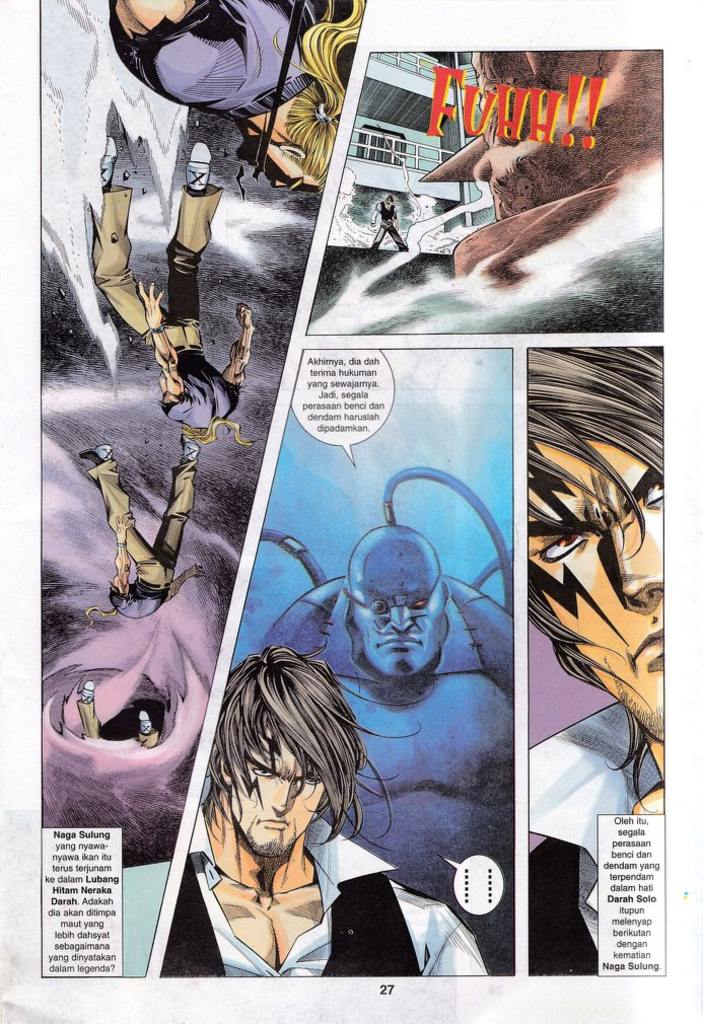 FUHH!!
Akhirnya, dia dah
terima hukuman
yang sewajarnya.
Jadi, segala
perasaan benci dan
dendam haruslah
dipadamkan.
Naga Sulung
yang nyawa-
nyawa ikan itu
terus terjunam
ke dalam Lubang
Hitam Neraka
Darah. Adakah
dia akan ditimpa
maut yang
lebih dahsyat
sebagaimana
yang dinyatakan
dalam legenda?
Oleh itu,
segala
perasaan
benci dan
dendam yang
terpendam
dalam hati
Darah Solo
itupun
melenyap
berikutan
dengan
kematian
Naga Sulung.
27